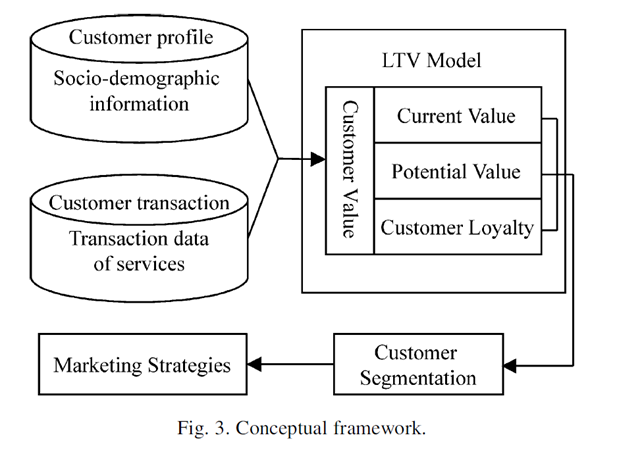 Customer profile
Socio-demographic
information
Customer transaction
Transaction data
of services
LTV Model
Customer Value
Current Value
Potential Value
Customer Loyalty
Marketing Strategies
Customer
Segmentation
Fig. 3. Conceptual framework.